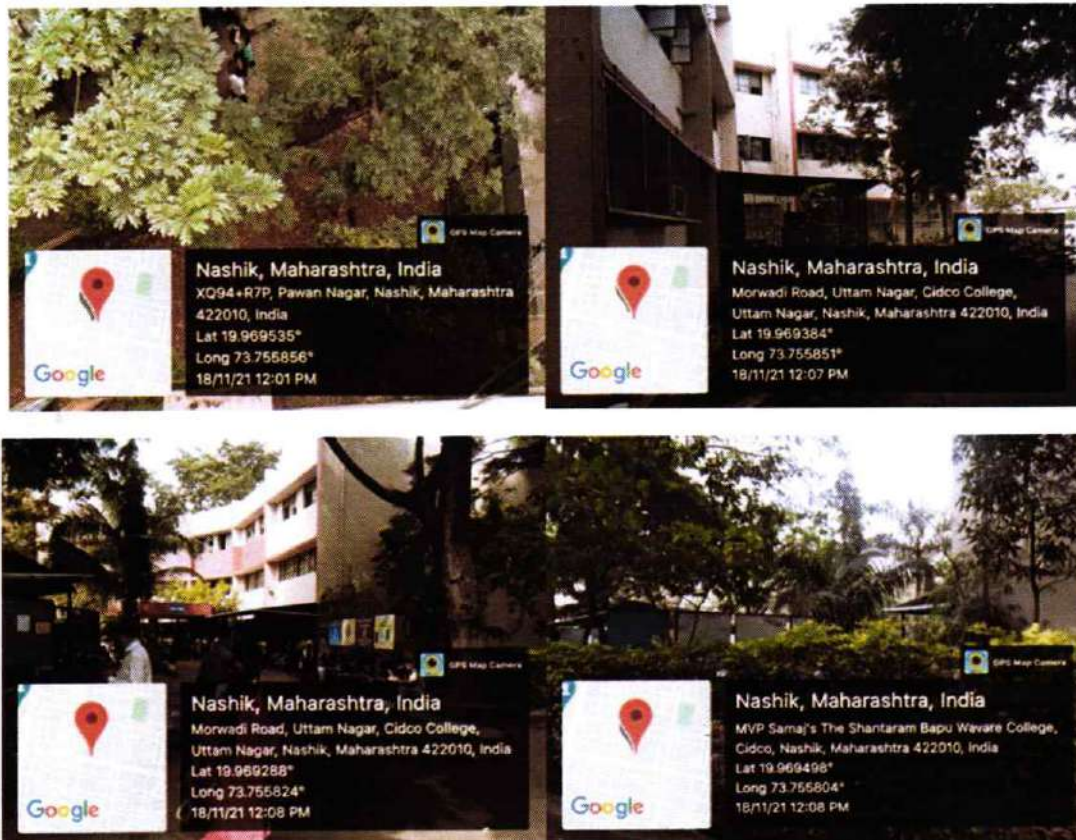 GPS Map Camera
Nashik, Maharashtra, India
XQ94+R7P, Pawan Nagar, Nashik, Maharashtra
422010, India
Lat 19.969535°
Long 73.755856°
18/11/21 12:01 PM
Google
GPS Map Camera
Nashik, Maharashtra, India
Morwadi Road, Uttam Nagar, Cidco College,
Uttam Nagar, Nashik, Maharashtra 422010, India
Lat 19.969384°
Long 73.755851°
18/11/21 12:07 PM
Google
GPS Map Camera
Nashik, Maharashtra, India
Morwadi Road, Uttam Nagar, Cidco College,
Uttam Nagar, Nashik, Maharashtra 422010, India
Lat 19.969288°
Long 73.755824°
18/11/21 12:08 PM
Google
GPS Map Camera
Nashik, Maharashtra, India
MVP Samaj's The Shantaram Bapu Wavare College,
Cidco, Nashik, Maharashtra 422010, India
Lat 19.969498°
Long 73.755804°
18/11/21 12:08 PM
Google